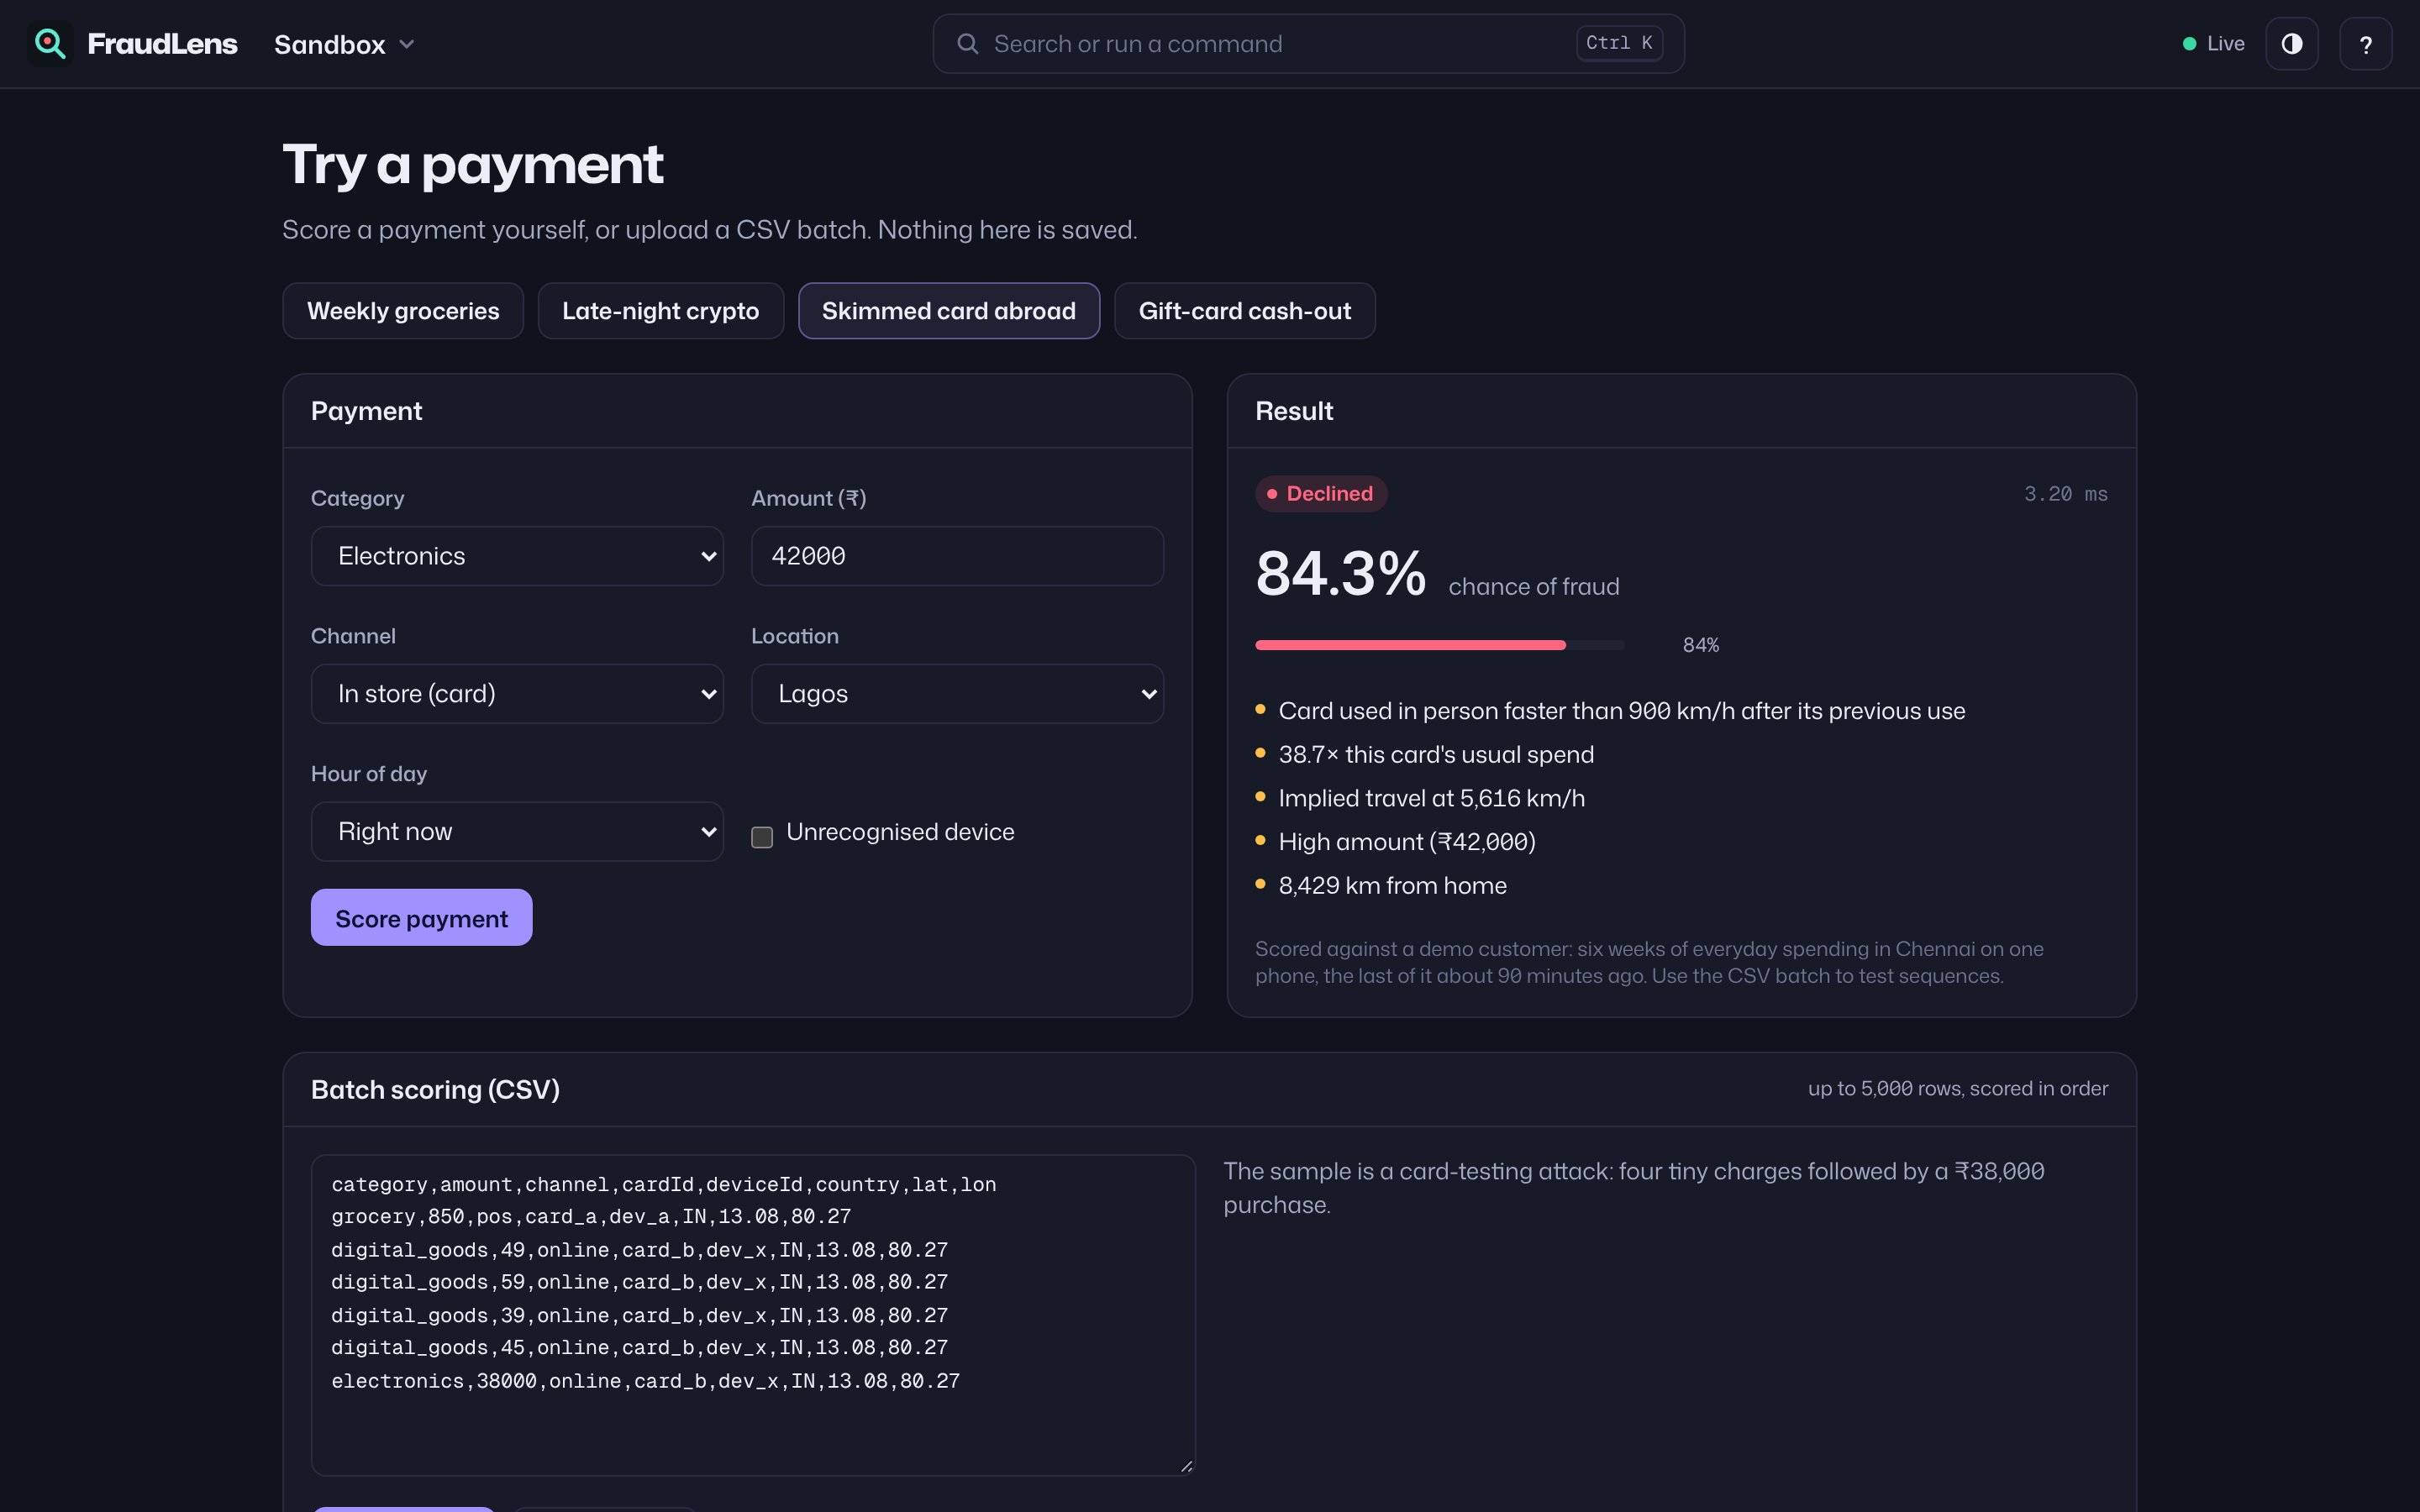 FraudLens
Sandbox
Search or run a command
Ctrl K
Live
?
Try a payment
Score a payment yourself, or upload a CSV batch. Nothing here is saved.
Weekly groceries
Late-night crypto
Skimmed card abroad
Gift-card cash-out
Payment
Category
Amount (₹)
Electronics
42000
Channel
Location
In store (card)
Lagos
Hour of day
Right now
Unrecognised device
Score payment
Result
Declined
3.20 ms
84.3% chance of fraud
84%
Card used in person faster than 900 km/h after its previous use
38.7× this card's usual spend
Implied travel at 5,616 km/h
High amount (₹42,000)
8,429 km from home
Scored against a demo customer: six weeks of everyday spending in Chennai on one
phone, the last of it about 90 minutes ago. Use the CSV batch to test sequences.
Batch scoring (CSV)
up to 5,000 rows, scored in order
category,amount,channel,cardId,deviceId,country,lat,lon
grocery,850,pos,card_a,dev_a,IN,13.08,80.27
digital_goods,49,online,card_b,dev_x,IN,13.08,80.27
digital_goods,59,online,card_b,dev_x,IN,13.08,80.27
digital_goods,39,online,card_b,dev_x,IN,13.08,80.27
digital_goods,45,online,card_b,dev_x,IN,13.08,80.27
electronics,38000,online,card_b,dev_x,IN,13.08,80.27
The sample is a card-testing attack: four tiny charges followed by a ₹38,000
purchase.